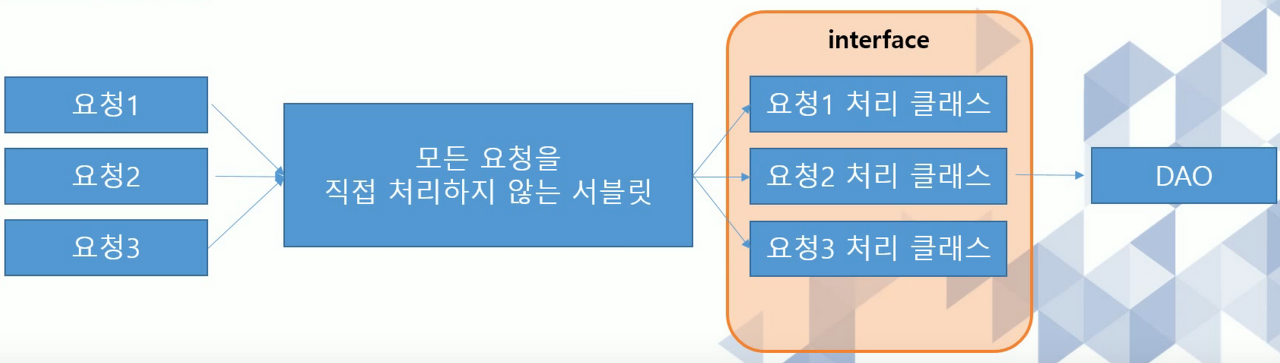 요청1
요청2
요청3
모든 요청을
직접 처리하지 않는 서블릿
interface
요청1 처리 클래스
요청2 처리 클래스
요청3 처리 클래스
DAO